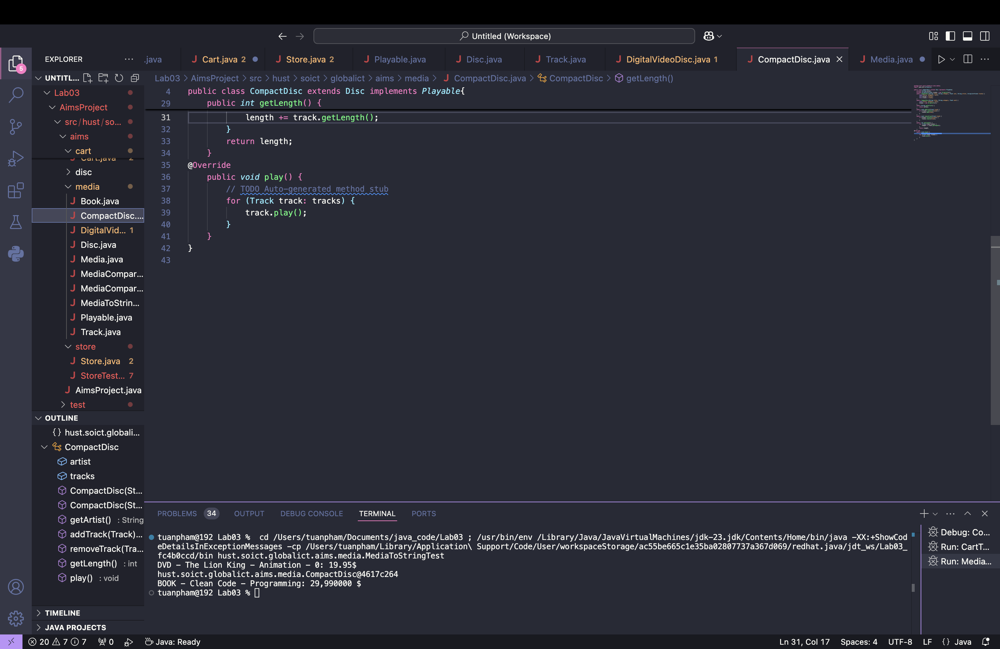 Untitled (Workspace)
5
EXPLORER
.java
Cart.java 2
Store.java 2
Playable.java
Disc.java
Track.java
DigitalVideoDisc.java 1
CompactDisc.java
Media.java
UNTITL...
Lab03 > AimsProject > src > hust > soict > globalict > aims > media > CompactDisc.java > CompactDisc > getLength()
Lab03
AimsProject
src/hust/so...
aims
cart
Cart.java 2
disc
media
Book.java
CompactDisc....
DigitalVid... 1
Disc.java
Media.java
MediaCompar...
MediaCompar...
MediaToStrin...
Playable.java
Track.java
store
Store.java 2
StoreTest... 7
AimsProject.java
test
OUTLINE
{} hust.soict.globali...
CompactDisc
artist
tracks
CompactDisc(St...
CompactDisc(St...
getArtist() : String
addTrack(Track)...
removeTrack(Tra...
getLength() : int
play() : void
TIMELINE
JAVA PROJECTS
4 public class CompactDisc extends Disc implements Playable{
29 public int getLength() {
31 length += track.getLength();
32 }
33 return length;
34 }
35 @Override
36 public void play() {
37 // TODO Auto-generated method stub
38 for (Track track: tracks) {
39 track.play();
40 }
41 }
42 }
43
PROBLEMS 34 OUTPUT DEBUG CONSOLE TERMINAL PORTS
tuanpham@192 Lab03 % cd /Users/tuanpham/Documents/java_code/Lab03 ; /usr/bin/env /Library/Java/JavaVirtualMachines/jdk-23.jdk/Contents/Home/bin/java -XX:+ShowCod
eDetailsInExceptionMessages -cp /Users/tuanpham/Library/Application\ Support/Code/User/workspaceStorage/ac55be665c1e35ba02807737a367d069/redhat.java/jdt_ws/Lab03_
fc4b0ccd/bin hust.soict.globalict.aims.media.MediaToStringTest
DVD - The Lion King - Animation - 0: 19.95$
hust.soict.globalict.aims.media.CompactDisc@4617c264
BOOK - Clean Code - Programming: 29,990000 $
tuanpham@192 Lab03 %
Debug: Co...
Run: CartT...
Run: Media...
20 7 7 0 Java: Ready
Ln 31, Col 17 Spaces: 4 UTF-8 LF {} Java